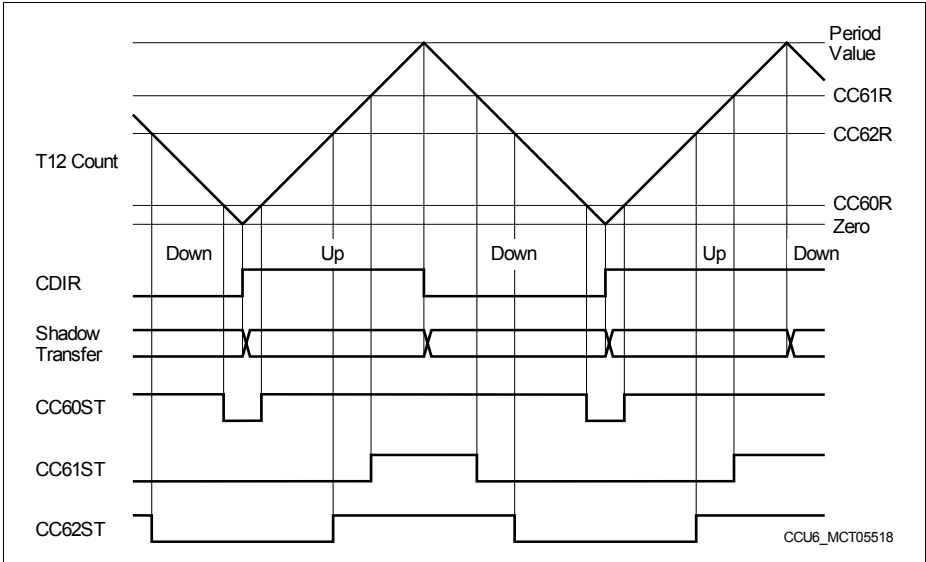 Period
Value
CC61R
CC62R
T12 Count
CC60R
Zero
Down
Up
Down
Up
Down
CDIR
Shadow
Transfer
CC60ST
CC61ST
CC62ST
CCU6_MCT05518